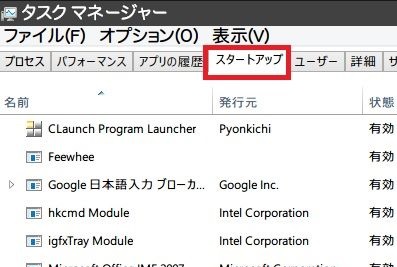 タスク マネージャー
ファイル(F) オプション(O) 表示(V)
プロセス パフォーマンス アプリの履歴 スタートアップ ユーザー 詳細
名前 発行元 状態
CLaunch Program Launcher Pyonkichi 有効
Feewhee 有効
Google 日本語入力 ブローカ... Google Inc. 有効
hkcmd Module Intel Corporation 有効
igfxTray Module Intel Corporation 有効